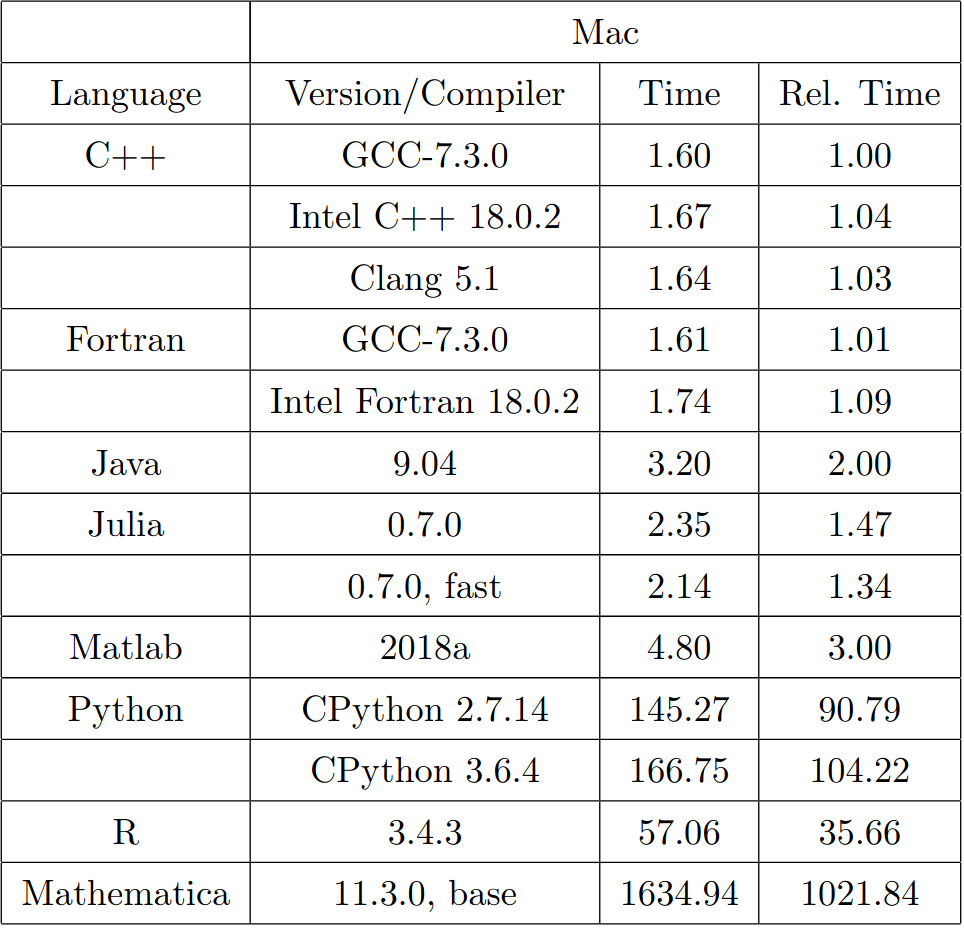 Mac
Language Version/Compiler Time Rel. Time
C++ GCC-7.3.0 1.60 1.00
Intel C++ 18.0.2 1.67 1.04
Clang 5.1 1.64 1.03
Fortran GCC-7.3.0 1.61 1.01
Intel Fortran 18.0.2 1.74 1.09
Java 9.04 3.20 2.00
Julia 0.7.0 2.35 1.47
0.7.0, fast 2.14 1.34
Matlab 2018a 4.80 3.00
Python CPython 2.7.14 145.27 90.79
CPython 3.6.4 166.75 104.22
R 3.4.3 57.06 35.66
Mathematica 11.3.0, base 1634.94 1021.84